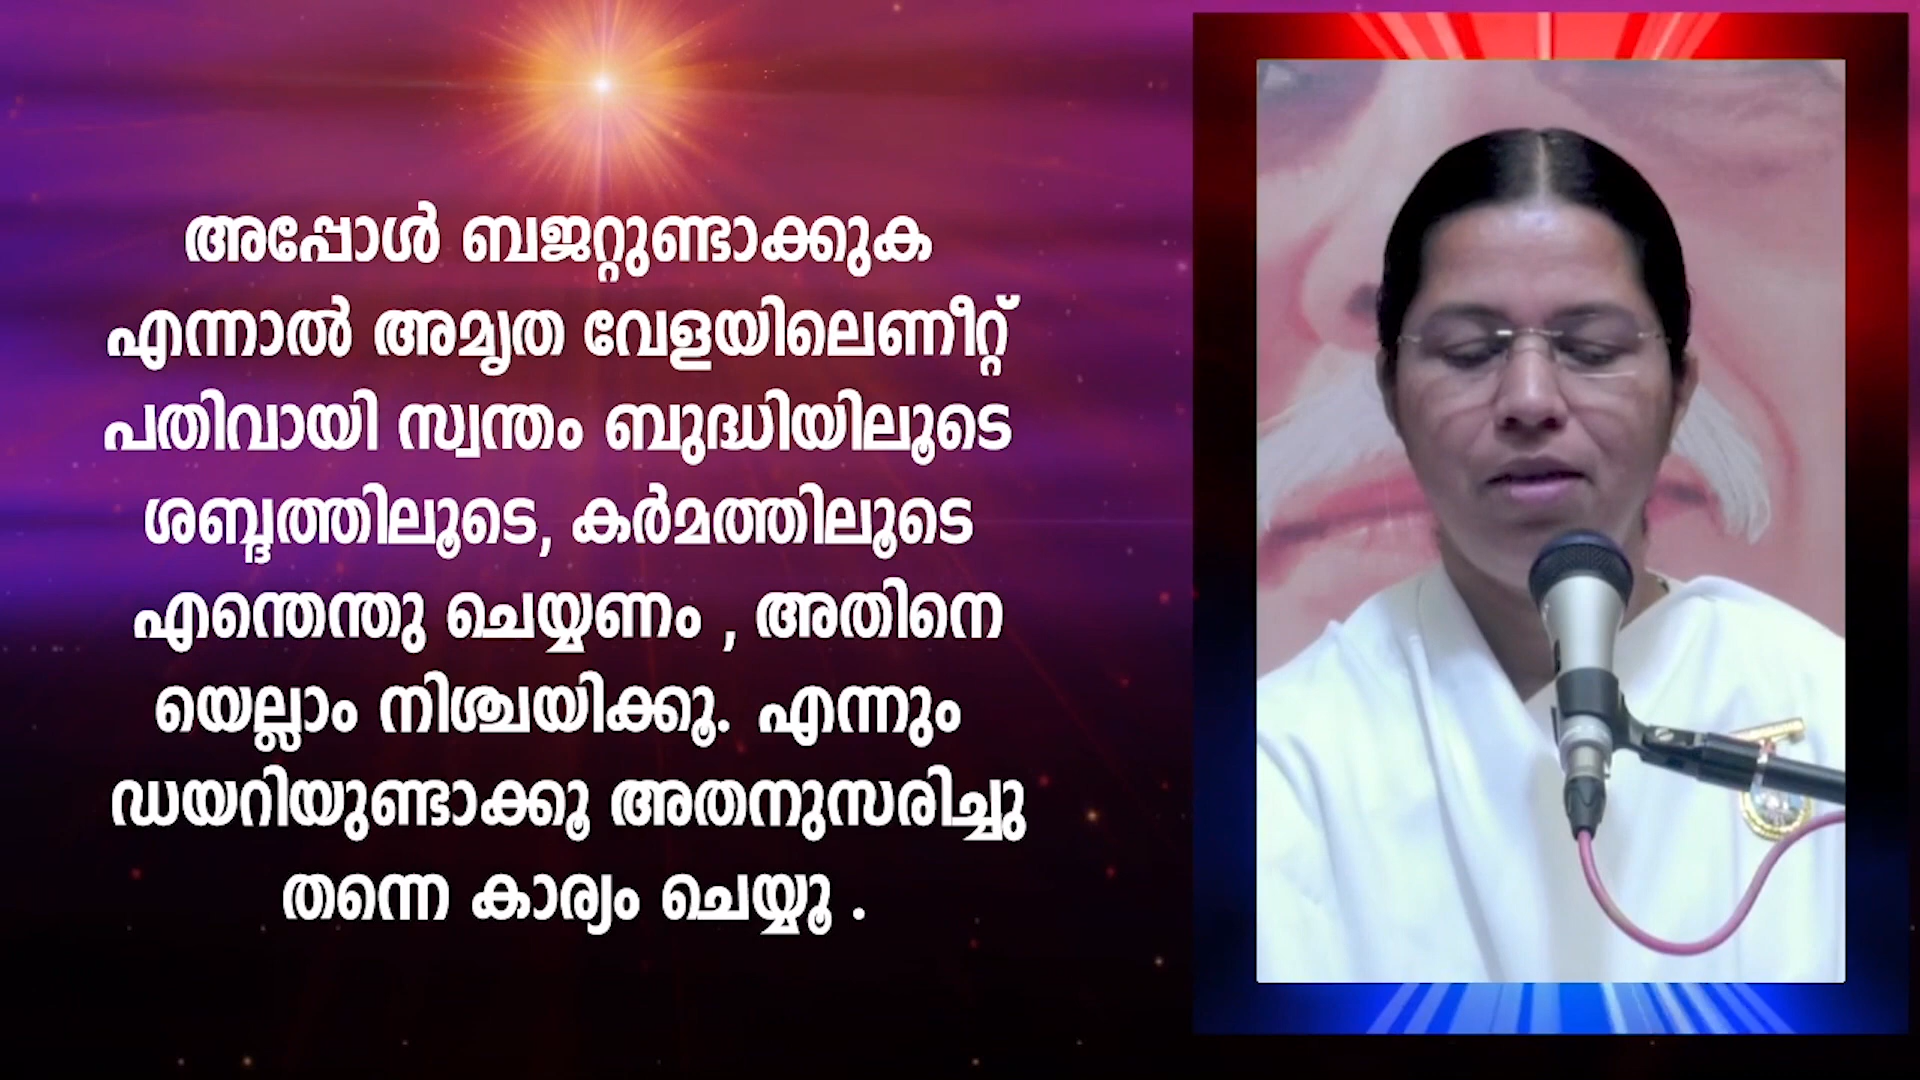 അപ്പോൾ ബജറ്റുണ്ടാക്കുക
എന്നാൽ അമൃത വേളയിലെണീറ്റ്
പതിവായി സ്വന്തം ബുദ്ധിയിലൂടെ
ശബ്ദത്തിലൂടെ, കർമത്തിലൂടെ
എന്തെന്തു ചെയ്യണം , അതിനെ
യെല്ലാം നിശ്ചയിക്കൂ. എന്നും
ഡയറിയുണ്ടാക്കൂ അതനുസരിച്ചു
തന്നെ കാര്യം ചെയ്യൂ .